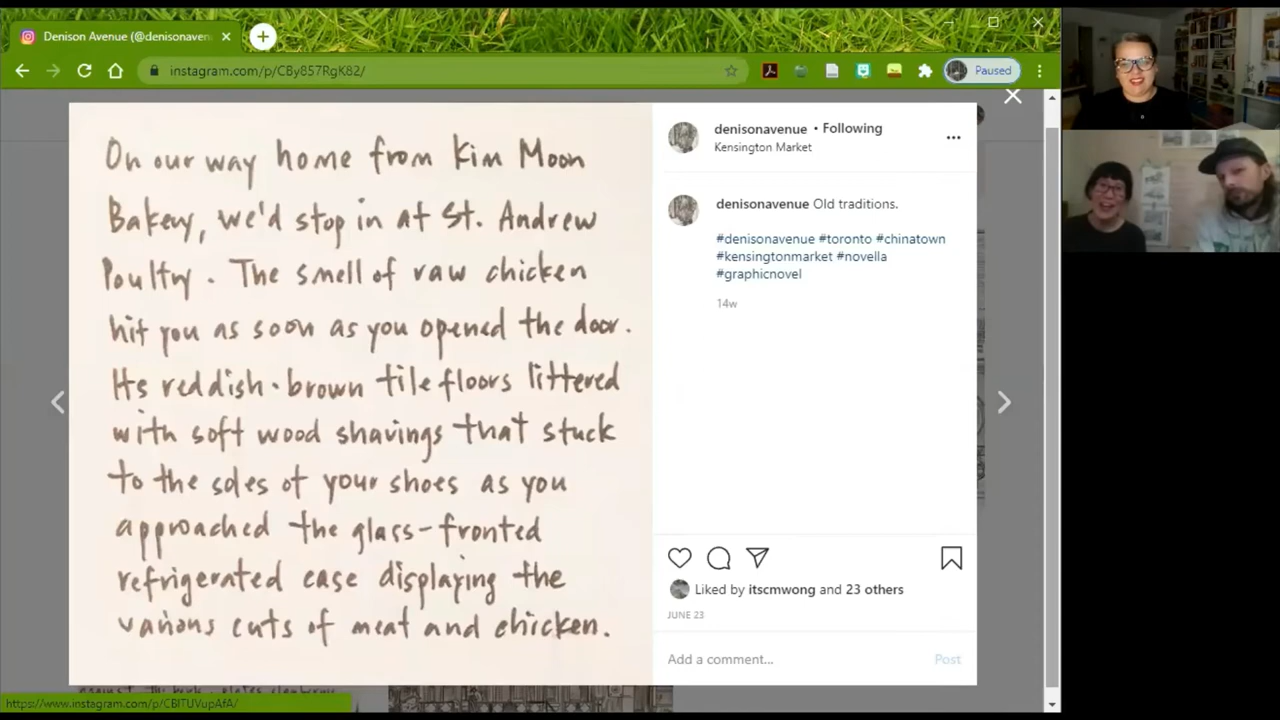 Denison Avenue (@denisonaven
instagram.com/p/CBy857RgK82/
Paused
On our way home from Kim Moon
Bakery, we'd stop in at St. Andrew
Poultry. The smell of raw chicken
hit you as soon as you opened the door.
Its reddish-brown tile floors littered
with soft wood shavings that stuck
to the soles of your shoes as you
approached the glass-fronted
refrigerated case displaying the
various cuts of meat and chicken.
denisonavenue • Following
Kensington Market
denisonavenue Old traditions.
#denisonavenue #toronto #chinatown
#kensingtonmarket #novella
#graphicnovel
14w
Liked by itscmwong and 23 others
JUNE 23
Add a comment...
Post
https://www.instagram.com/p/CBITUVupAfA/